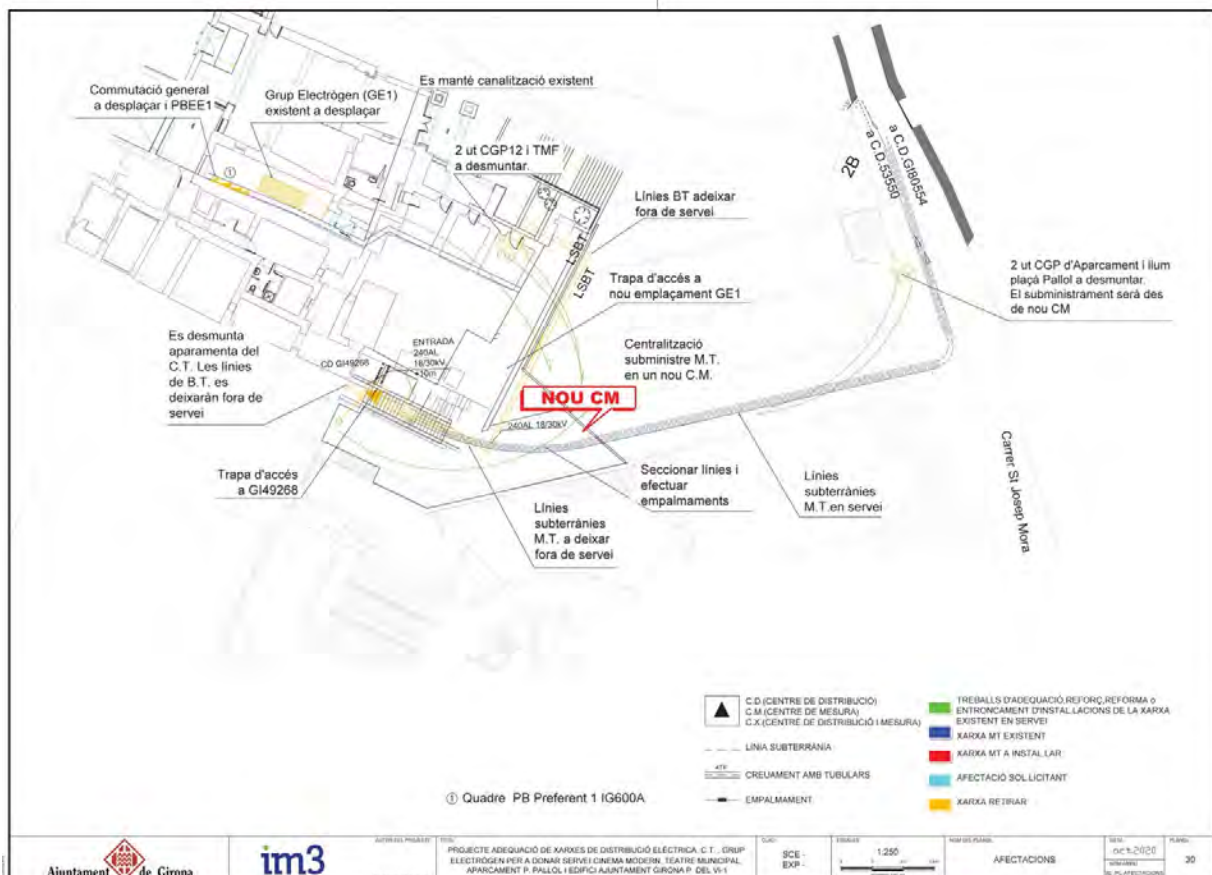 Es manté canalització existent
Commutació general
a desplaçar i PBEE1
Grup Electrògen (GE1)
existent a desplaçar
2 ut CGP12 i TMF
a desmuntar.
①
a C.D.GI80554
a C.D.53550
2B
Línies BT adeixar
fora de servei
LSBT
LSBT
2 ut CGP d'Aparcament i llum
plaçà Pallol a desmuntar.
El subministrament serà des
de nou CM
Trapa d'accés a
nou emplaçament GE1
Es desmunta
aparamenta del
C.T. Les línies
de B.T. es
deixaràn fora de
servei
CD GI49268
ENTRADA
240AL
18/30kV
+10m
Centralització
subministre M.T.
en un nou C.M.
NOU CM
240AL 18/30kV
Trapa d'accés
a GI49268
Seccionar línies i
efectuar
empalmaments
Línies
subterrànies
M.T.en servei
Línies
subterrànies
M.T. a deixar
fora de servei
Carrer St Josep Mora
C.D.(CENTRE DE DISTRIBUCIÓ)
C.M.(CENTRE DE MESURA)
C.X.(CENTRE DE DISTRIBUCIÓ I MESURA)
LÍNIA SUBTERRÀNIA
CREUAMENT AMB TUBULARS
EMPALMAMENT
TREBALLS D'ADEQUACIÓ,REFORÇ,REFORMA o
ENTRONCAMENT D'INSTAL.LACIONS DE LA XARXA
EXISTENT EN SERVEI
XARXA MT EXISTENT
XARXA MT A INSTAL.LAR
AFECTACIÓ SOL.LICITANT
XARXA RETIRAR
① Quadre PB Preferent 1 IG600A
Ajuntament de Girona
im3
PROJECTE ADEQUACIÓ DE XARXES DE DISTRIBUCIÓ ELÈCTRICA, C.T., GRUP
ELECTRÒGEN PER A DONAR SERVEI CINEMA MODERN, TEATRE MUNICIPAL,
APARCAMENT P. PALLOL I EDIFICI AJUNTAMENT GIRONA P. DEL VI-1
SCE -
EXP -
1:250
AFECTACIONS
oct-2020
30